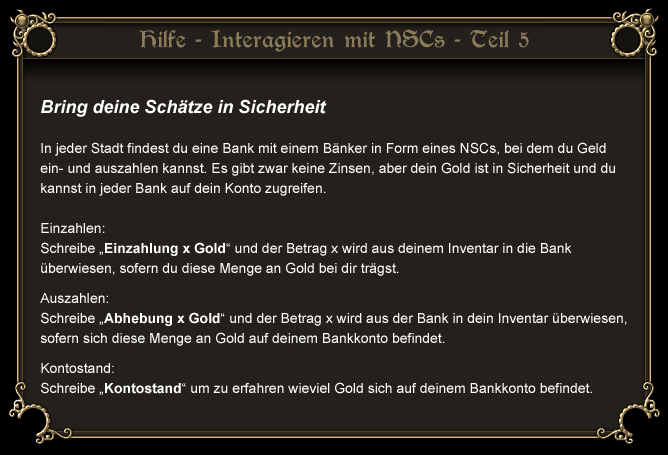 Hilfe - Interagieren mit NSCs - Teil 5
Bring deine Schätze in Sicherheit
In jeder Stadt findest du eine Bank mit einem Bänker in Form eines NSCs, bei dem du Geld
ein- und auszahlen kannst. Es gibt zwar keine Zinsen, aber dein Gold ist in Sicherheit und du
kannst in jeder Bank auf dein Konto zugreifen.
Einzahlen:
Schreibe „Einzahlung x Gold“ und der Betrag x wird aus deinem Inventar in die Bank
überwiesen, sofern du diese Menge an Gold bei dir trägst.
Auszahlen:
Schreibe „Abhebung x Gold“ und der Betrag x wird aus der Bank in dein Inventar überwiesen,
sofern sich diese Menge an Gold auf deinem Bankkonto befindet.
Kontostand:
Schreibe „Kontostand“ um zu erfahren wieviel Gold sich auf deinem Bankkonto befindet.